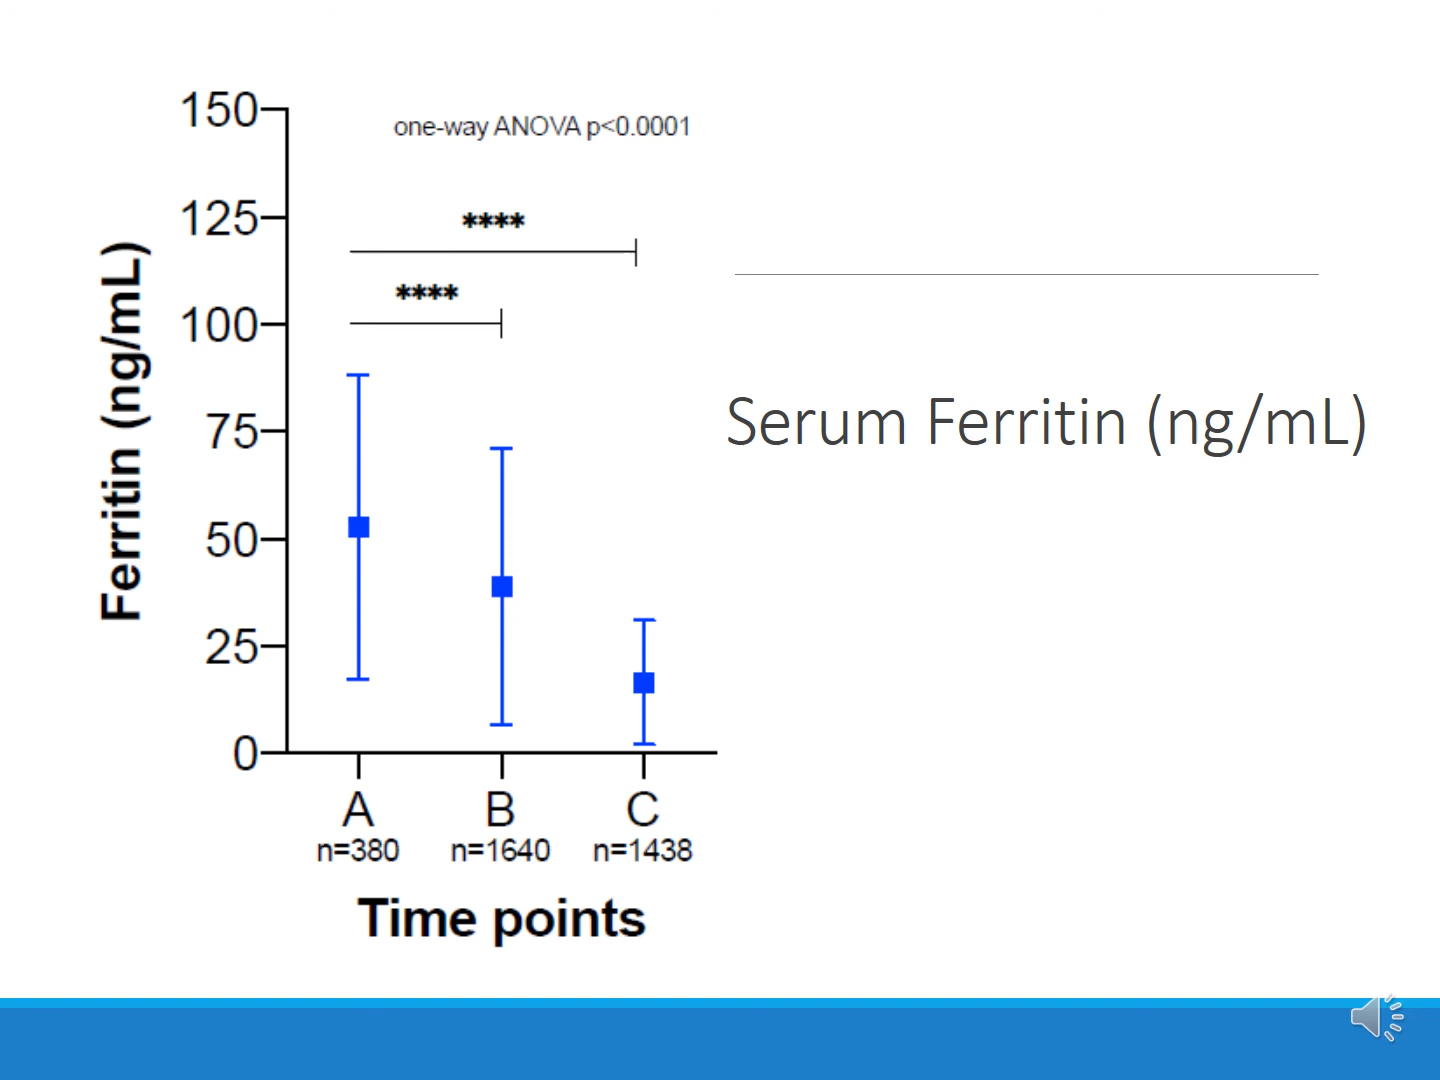 150
one-way ANOVA p<0.0001
125
****
****
100
75
50
25
0
Ferritin (ng/mL)
A B C
n=380 n=1640 n=1438
Time points
Serum Ferritin (ng/mL)